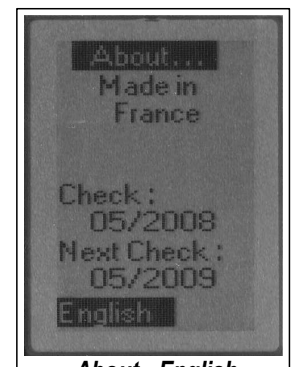 About...
Made in
France
Check :
05/2008
Next Check :
05/2009
English
About - English